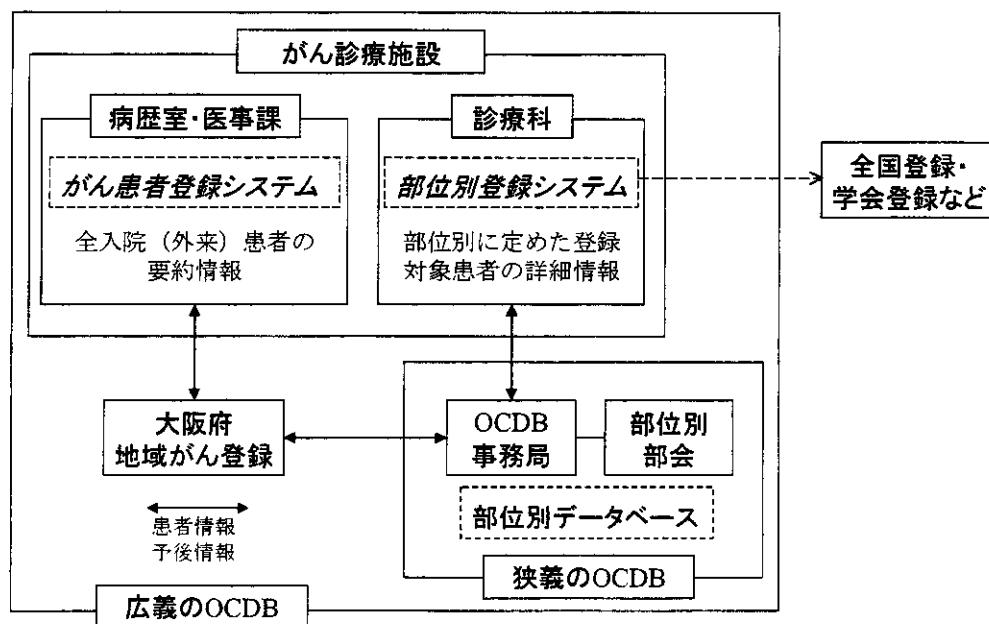 がん診療施設
病歴室・医事課
診療科
がん患者登録システム
部位別登録システム
全国登録・
学会登録など
全入院（外来）患者の
要約情報
部位別に定めた登録
対象患者の詳細情報
大阪府
地域がん登録
OCDB
事務局
部位別
部会
患者情報
予後情報
部位別データベース
狭義のOCDB
広義のOCDB